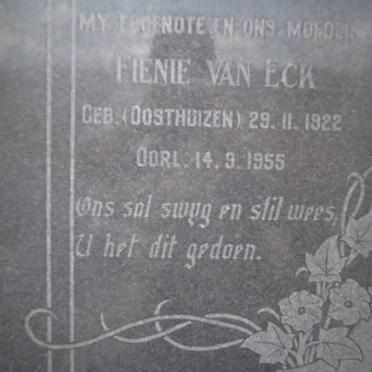 MY EGGENOTE EN ONS MOEDER
FIENIE VAN ECK
GEB. (OOSTHUIZEN) 29. 11. 1922
OORL. 14. 9. 1955
Ons sal swyg en stil wees,
U het dit gedoen.